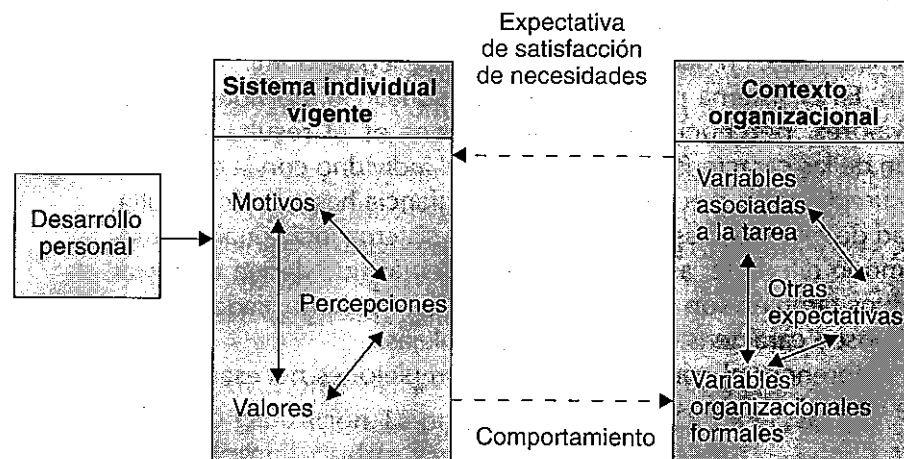 Expectativa
de satisfacción
de necesidades
Sistema individual
vigente
Contexto
organizacional
Desarrollo
personal
Motivos
Percepciones
Valores
Variables
asociadas
a la tarea
Otras
expectativas
Variables
organizacionales
formales
Comportamiento